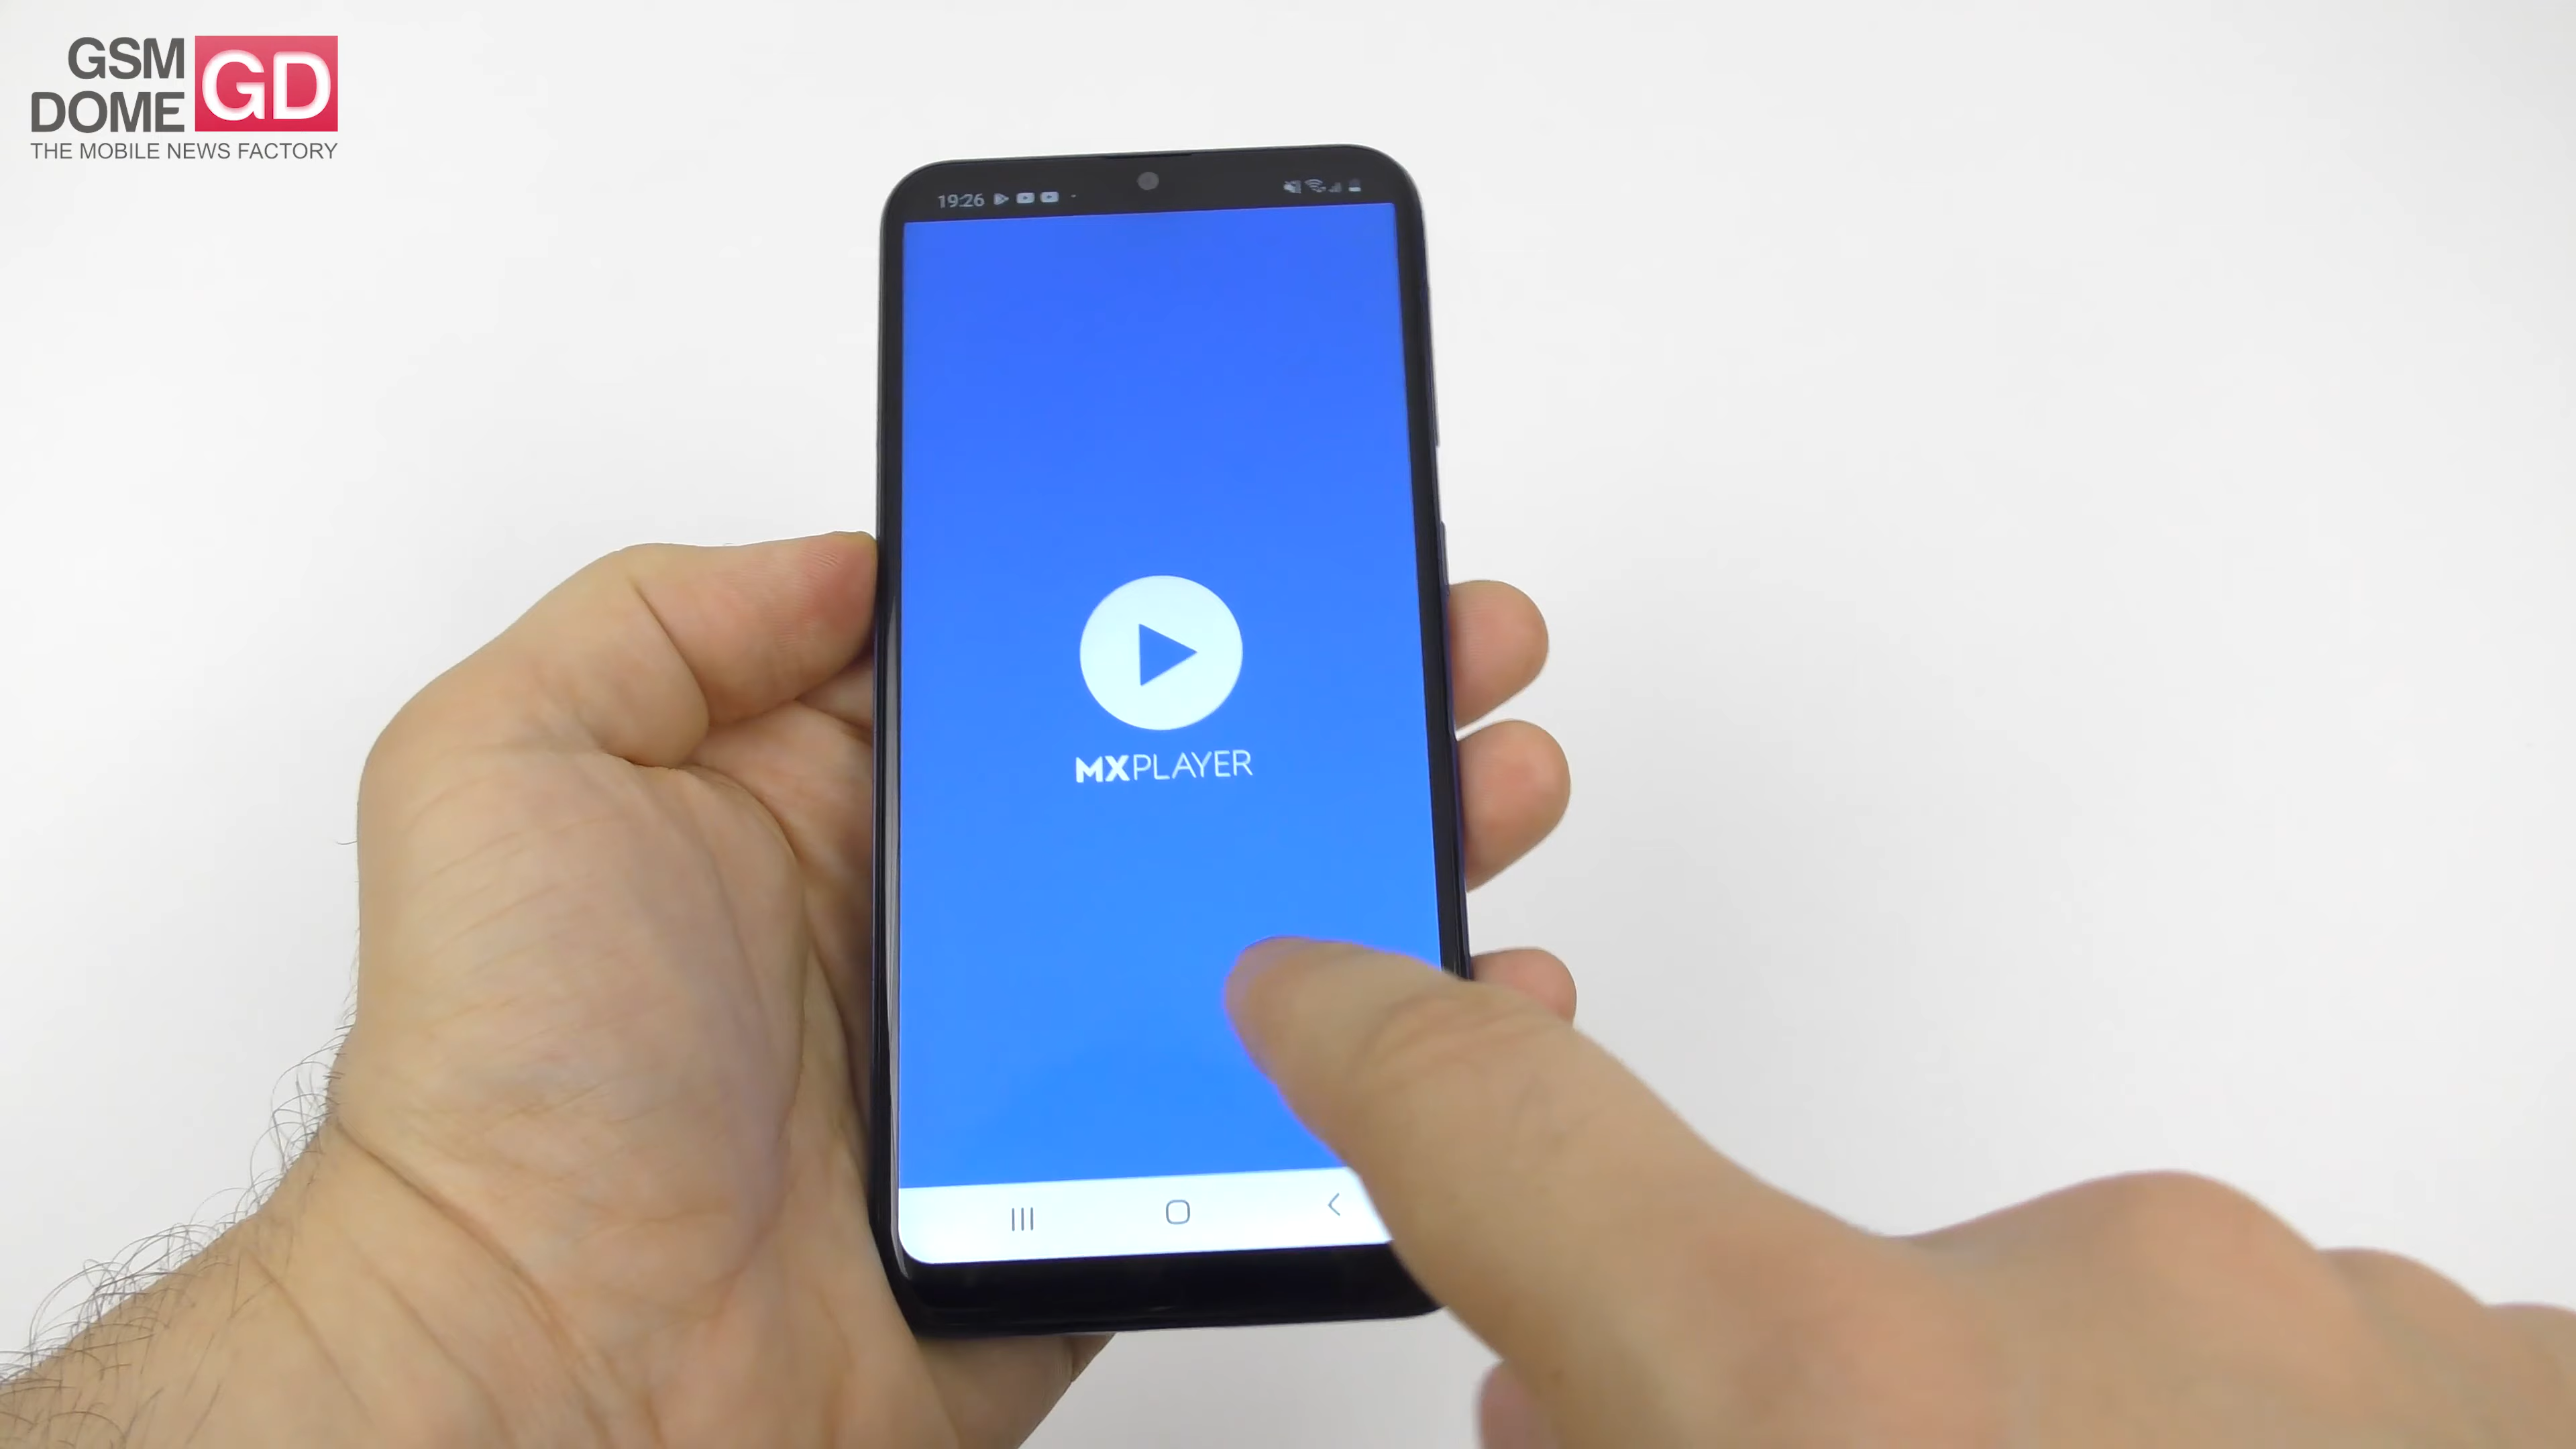 GSM
DOME
GD
THE MOBILE NEWS FACTORY
19:26
MXPLAYER